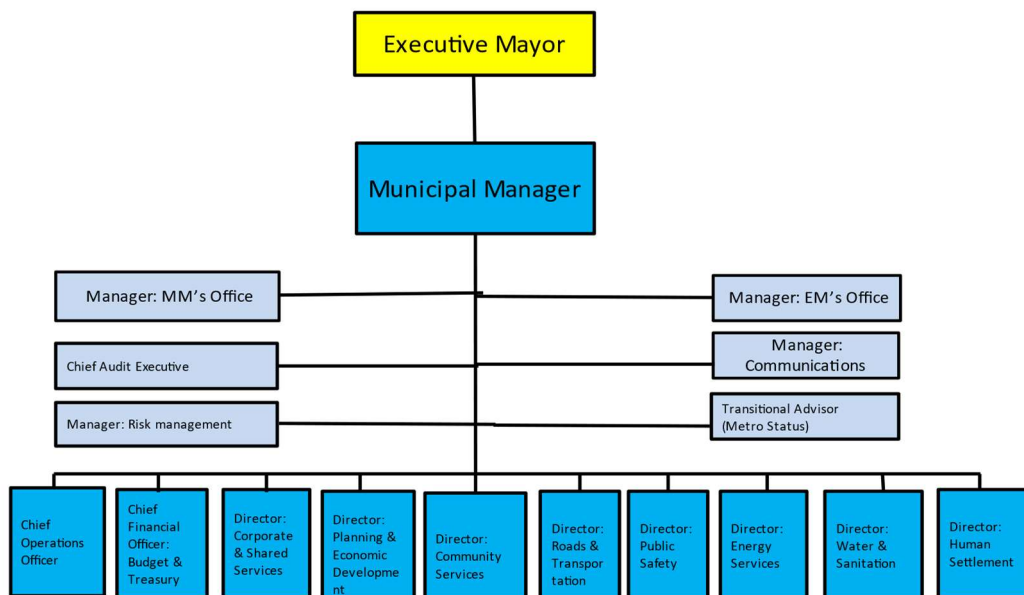 Executive Mayor
Municipal Manager
Manager: MM's Office
Manager: EM's Office
Chief Audit Executive
Manager:
Communications
Manager: Risk management
Transitional Advisor
(Metro Status)
Chief
Operations
Officer
Chief
Financial
Officer:
Budget &
Treasury
Director:
Corporate
& Shared
Services
Director:
Planning &
Economic
Developme
nt
Director:
Community
Services
Director:
Roads &
Transpor
tation
Director:
Public
Safety
Director:
Energy
Services
Director:
Water &
Sanitation
Director:
Human
Settlement